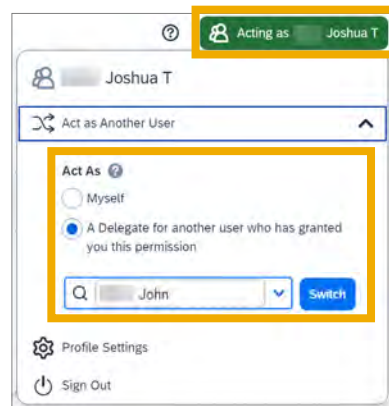 Acting as Joshua T
Joshua T
Act as Another User
Act As
Myself
A Delegate for another user who has granted
you this permission
John
Switch
Profile Settings
Sign Out